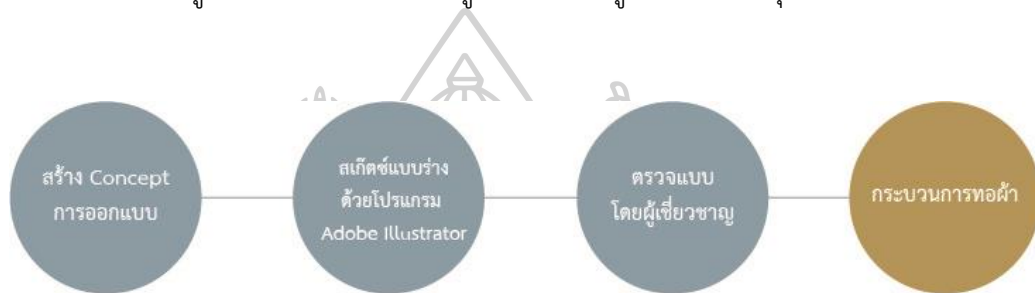 สร้าง Concept
การออกแบบ
สเก็ตซ์แบบร่าง
ด้วยโปรแกรม
Adobe Illustrator
ตรวจแบบ
โดยผู้เชี่ยวชาญ
กระบวนการทอผ้า